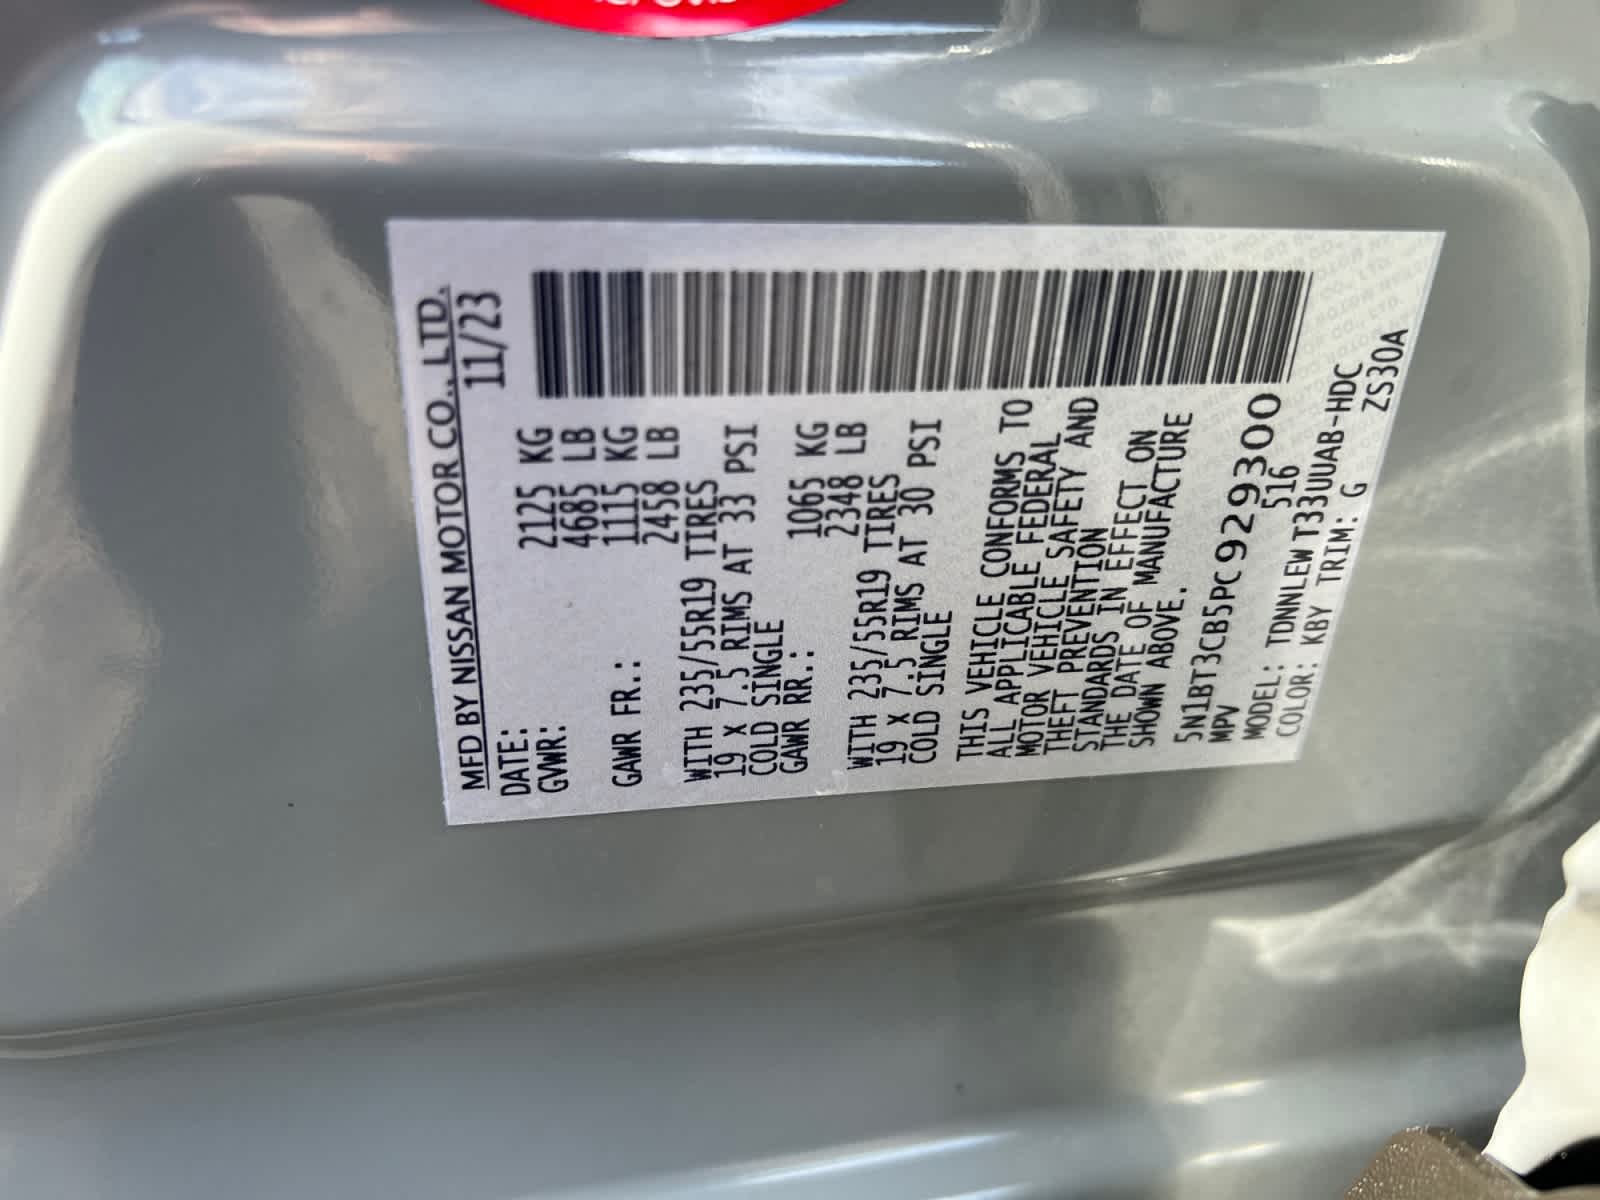 MFD BY NISSAN MOTOR CO., LTD.
DATE: 11/23
GVWR: 2125 KG
4685 LB
GAWR FR.: 1115 KG
2458 LB
WITH 235/55R19 TIRES
19 X 7.5 RIMS AT 33 PSI
COLD SINGLE
GAWR RR.: 1065 KG
2348 LB
WITH 235/55R19 TIRES
19 X 7.5 RIMS AT 30 PSI
COLD SINGLE
THIS VEHICLE CONFORMS TO
ALL APPLICABLE FEDERAL
MOTOR VEHICLE SAFETY AND
THEFT PREVENTION
STANDARDS IN EFFECT ON
THE DATE OF MANUFACTURE
SHOWN ABOVE.
5N1BT3CB5PC929300
MPV 516
MODEL: TDNNLEWT33UUAB-HDC
COLOR: KBY TRIM: G ZS30A